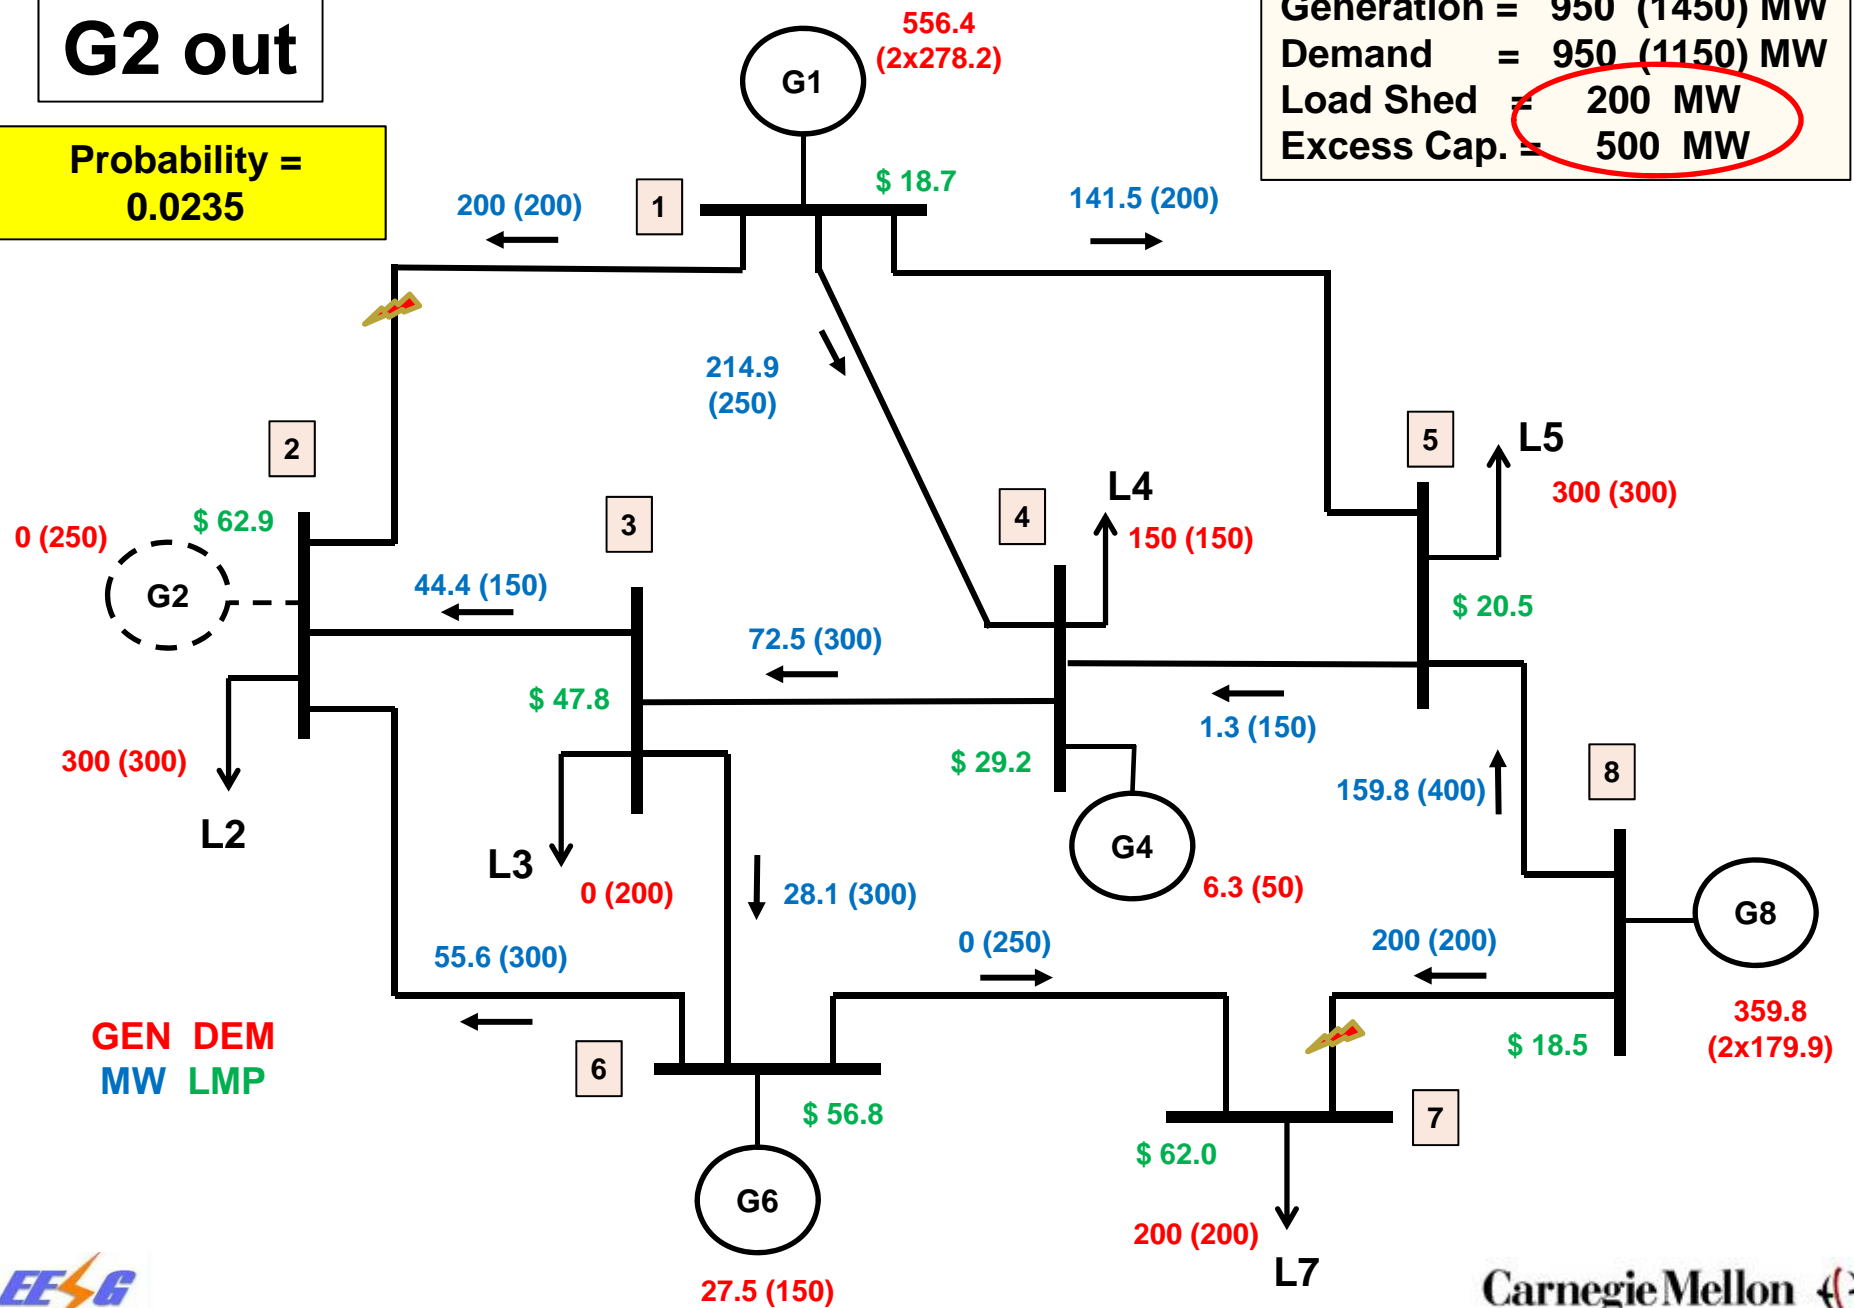 G2 out
Probability =
0.0235
Generation = 950 (1450) MW
Demand = 950 (1150) MW
Load Shed = 200 MW
Excess Cap. = 500 MW
556.4
(2x278.2)
G1
$ 18.7
1
200 (200)
141.5 (200)
214.9
(250)
2
$ 62.9
0 (250)
G2
3
44.4 (150)
4
L4
150 (150)
5
L5
300 (300)
$ 20.5
72.5 (300)
$ 47.8
1.3 (150)
$ 29.2
300 (300)
L2
L3
0 (200)
28.1 (300)
G4
6.3 (50)
159.8 (400)
8
G8
359.8
(2x179.9)
55.6 (300)
0 (250)
200 (200)
$ 18.5
GEN DEM
MW LMP
6
$ 56.8
7
$ 62.0
G6
27.5 (150)
200 (200)
L7
EESG
Carnegie Mellon